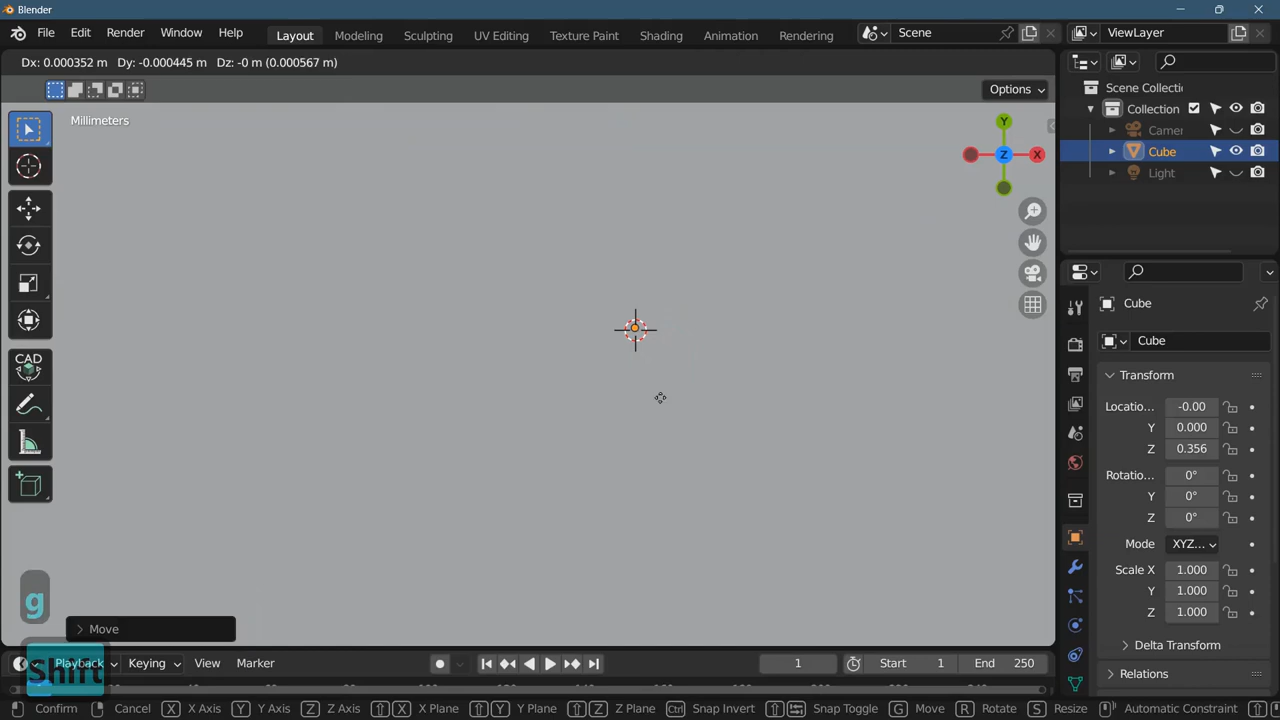 Blender
File Edit Render Window Help Layout Modeling Sculpting UV Editing Texture Paint Shading Animation Rendering Scene ViewLayer
Dx: 0.000352 m Dy: -0.000445 m Dz: -0 m (0.000567 m)
Options
Millimeters
Y
Z X
Scene Collecti
Collection
Camer
Cube
Light
Cube
Cube
Transform
Locatio... -0.00
Y 0.000
Z 0.356
Rotatio... 0°
Y 0°
Z 0°
Mode XYZ...
Scale X 1.000
Y 1.000
Z 1.000
Delta Transform
Relations
CAD
g
Move
Shift
Playback Keying View Marker 1 Start 1 End 250
Confirm Cancel X X Axis Y Y Axis Z Z Axis X X Plane Y Y Plane Z Z Plane Ctrl Snap Invert Snap Toggle G Move R Rotate S Resize Automatic Constraint